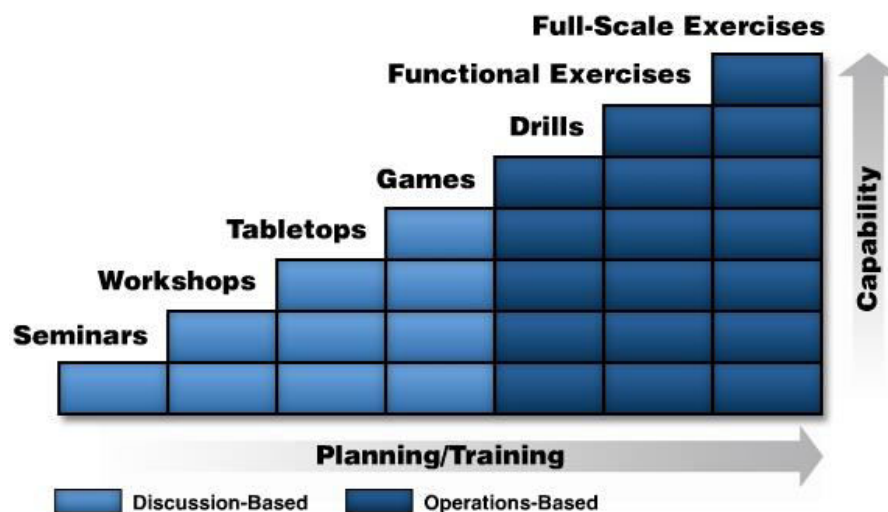 Full-Scale Exercises
Functional Exercises
Drills
Games
Tabletops
Workshops
Seminars
Capability
Planning/Training
Discussion-Based
Operations-Based